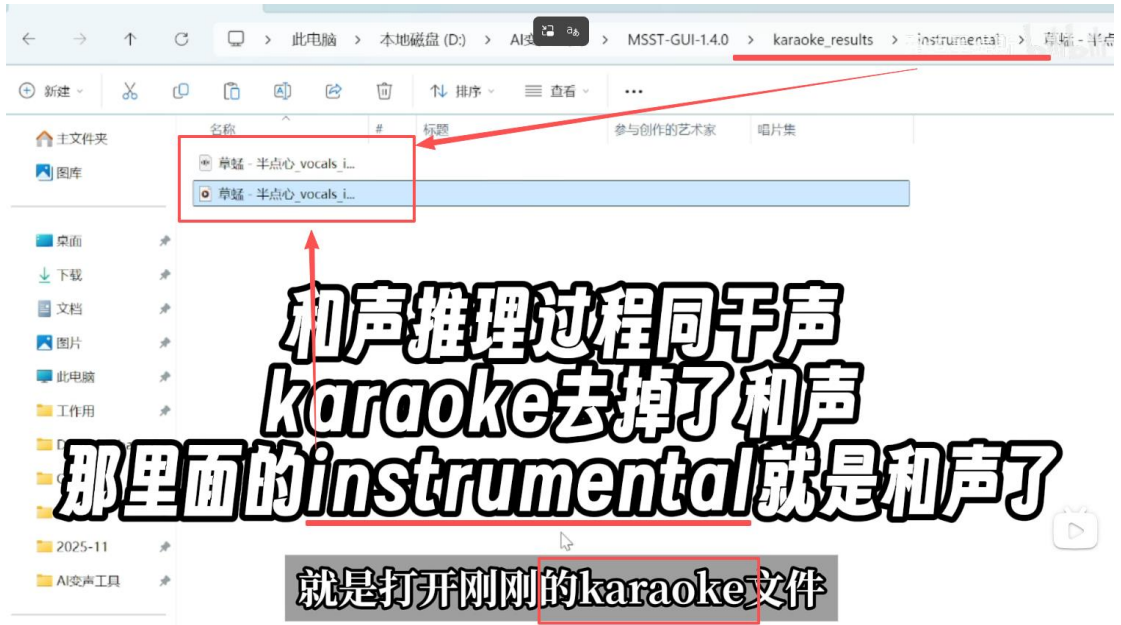 此电脑 > 本地磁盘 (D:) > > MSST-GUI-1.4.0 > karaoke_results > instrumental > 草蜢 - 半点
新建 排序 查看 ...
名称 # 标题 参与创作的艺术家 唱片集
主文件夹
草蜢 - 半点心_vocals_i...
图库
草蜢 - 半点心_vocals_i...
桌面
下载
文档
图片
此电脑
工作用
和声推理过程同干声
karaoke去掉了和声
那里面的instrumental就是和声了
2025-11
AI变声工具
就是打开刚刚的karaoke文件